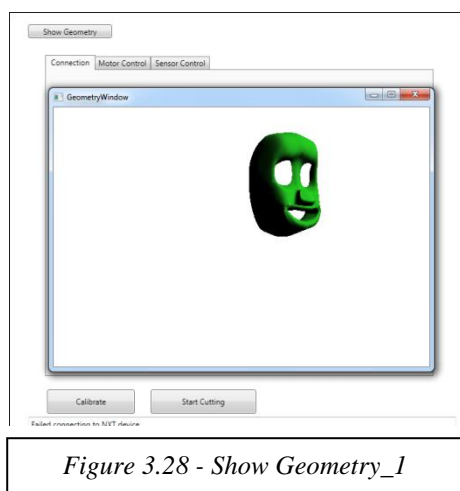 Show Geometry
Connection Motor Control Sensor Control
GeometryWindow
Calibrate Start Cutting
Failed connecting to NXT device
Figure 3.28 - Show Geometry_1